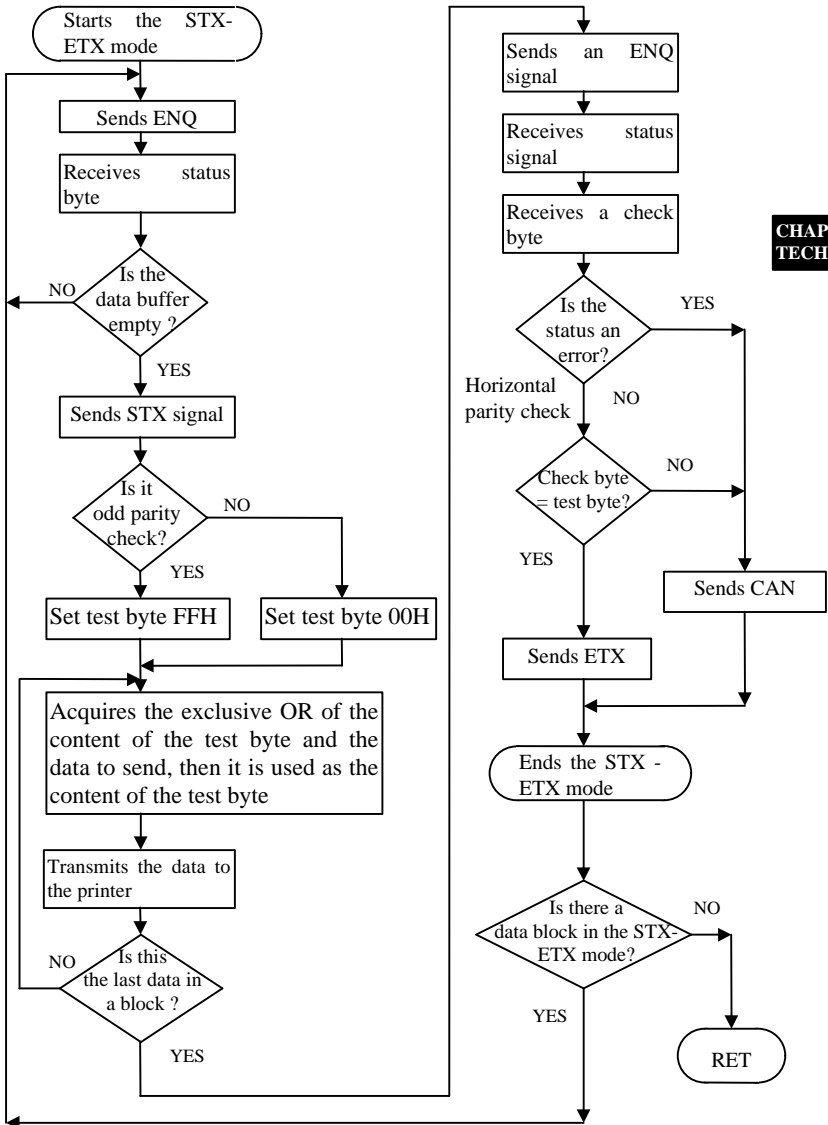 Starts the STX-
ETX mode
Sends ENQ
Receives status
byte
Is the
data buffer
empty ?
NO
YES
Sends STX signal
Is it
odd parity
check?
NO
YES
Set test byte FFH
Set test byte 00H
Acquires the exclusive OR of the
content of the test byte and the
data to send, then it is used as the
content of the test byte
Transmits the data to
the printer
Is this
the last data in
a block ?
NO
YES
Sends an ENQ
signal
Receives status
signal
Receives a check
byte
CHAP
TECH
Is the
status an
error?
YES
Horizontal
parity check
NO
Check byte
= test byte?
NO
YES
Sends CAN
Sends ETX
Ends the STX -
ETX mode
Is there a
data block in the STX-
ETX mode?
NO
YES
RET